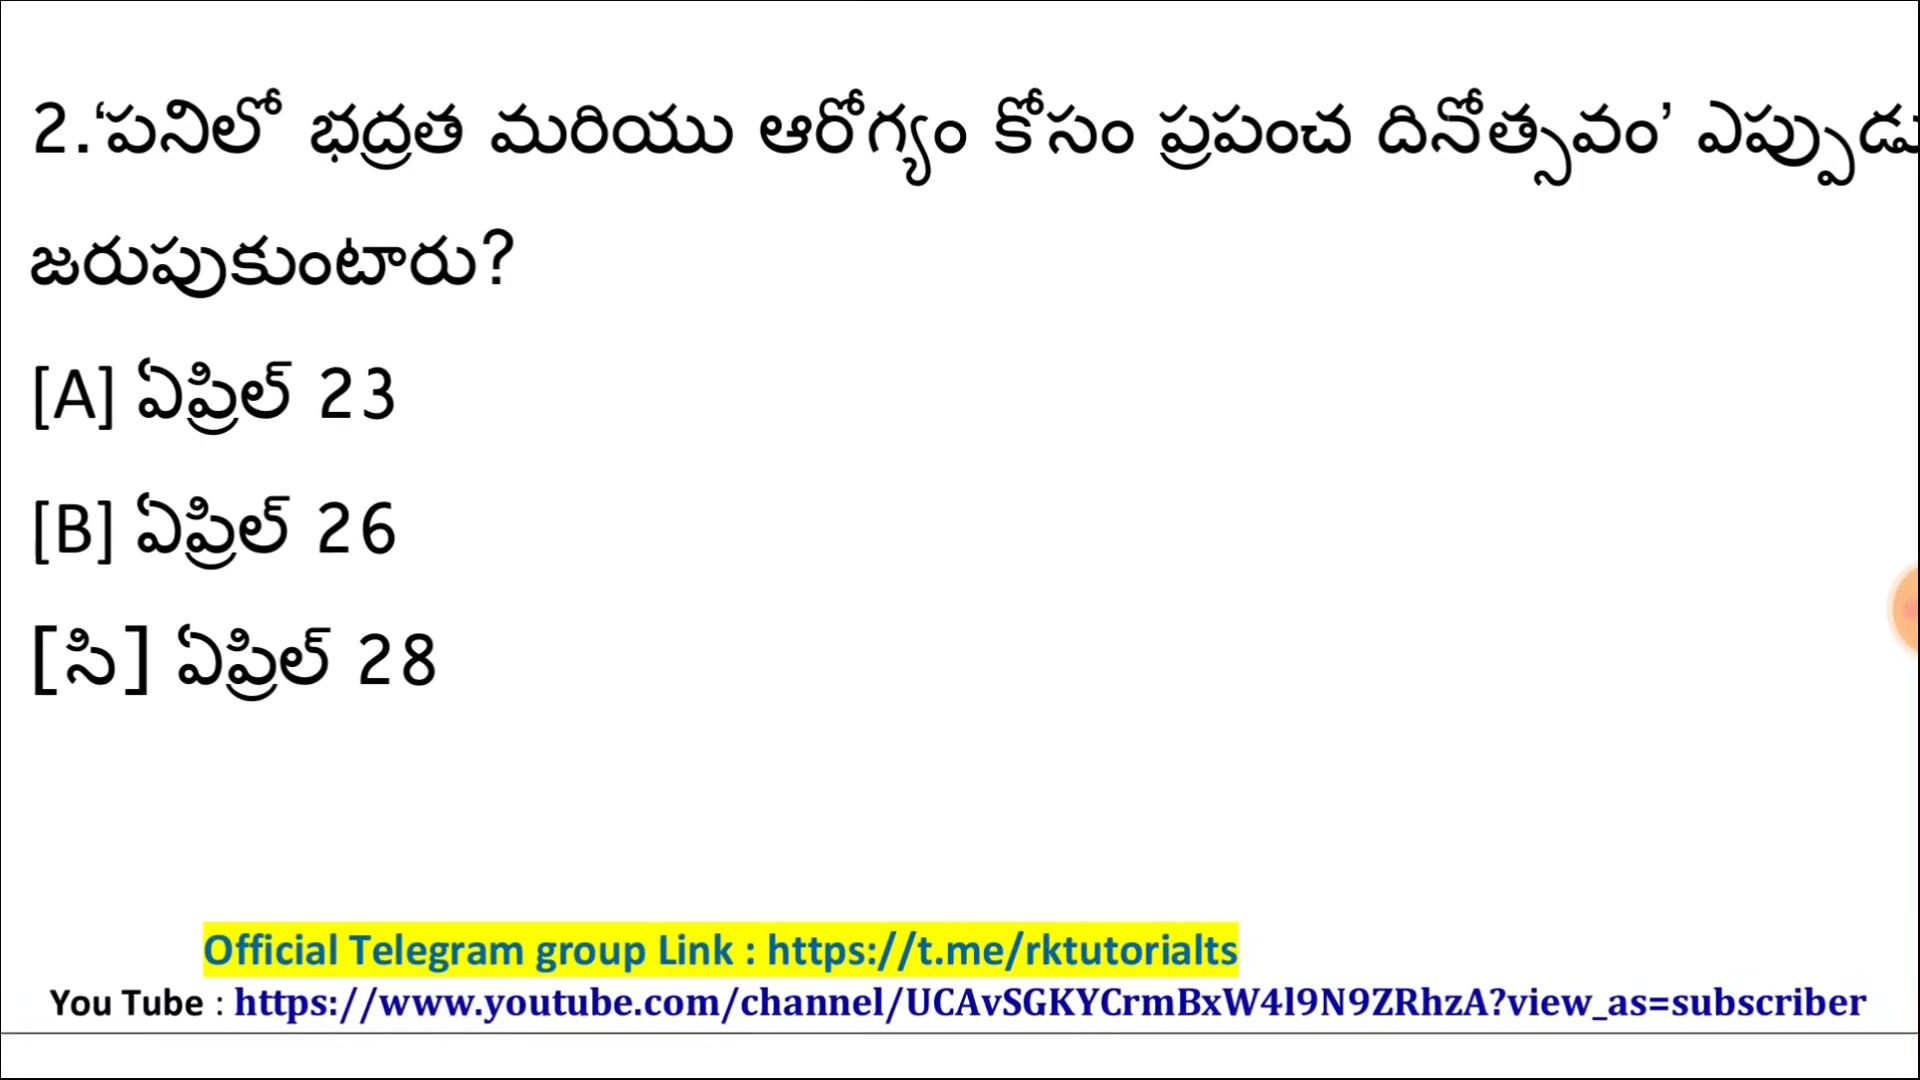 2.‘పనిలో భద్రత మరియు ఆరోగ్యం కోసం ప్రపంచ దినోత్సవం’ ఎప్పుడు
జరుపుకుంటారు?
[A] ఏప్రిల్ 23
[B] ఏప్రిల్ 26
[సి] ఏప్రిల్ 28
Official Telegram group Link : https://t.me/rktutorialts
You Tube : https://www.youtube.com/channel/UCAvSGKYCrmBxW4l9N9ZRhzA?view_as=subscriber